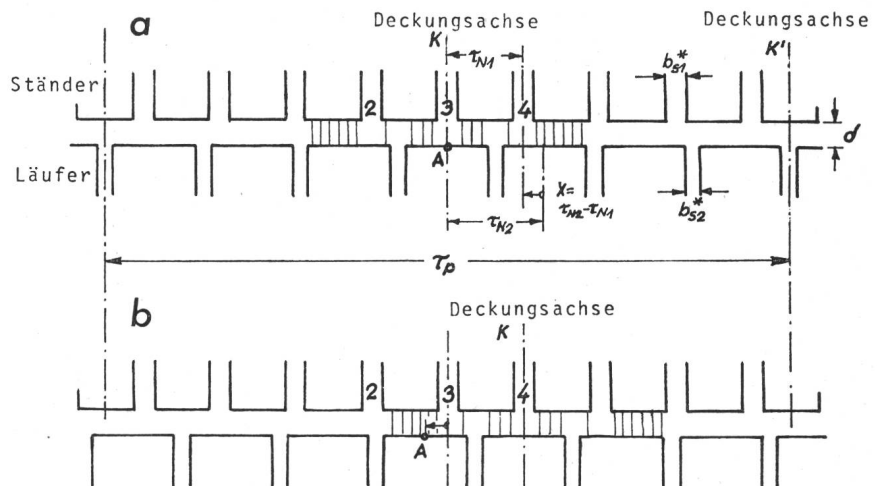 a
Deckungsachse
K
τN1
Deckungsachse
K'
Ständer
2
3
4
b*S1
δ
A
Läufer
γ=
τN2-τN1
τN2
b*S2
τp
b
Deckungsachse
K
2
3
4
A